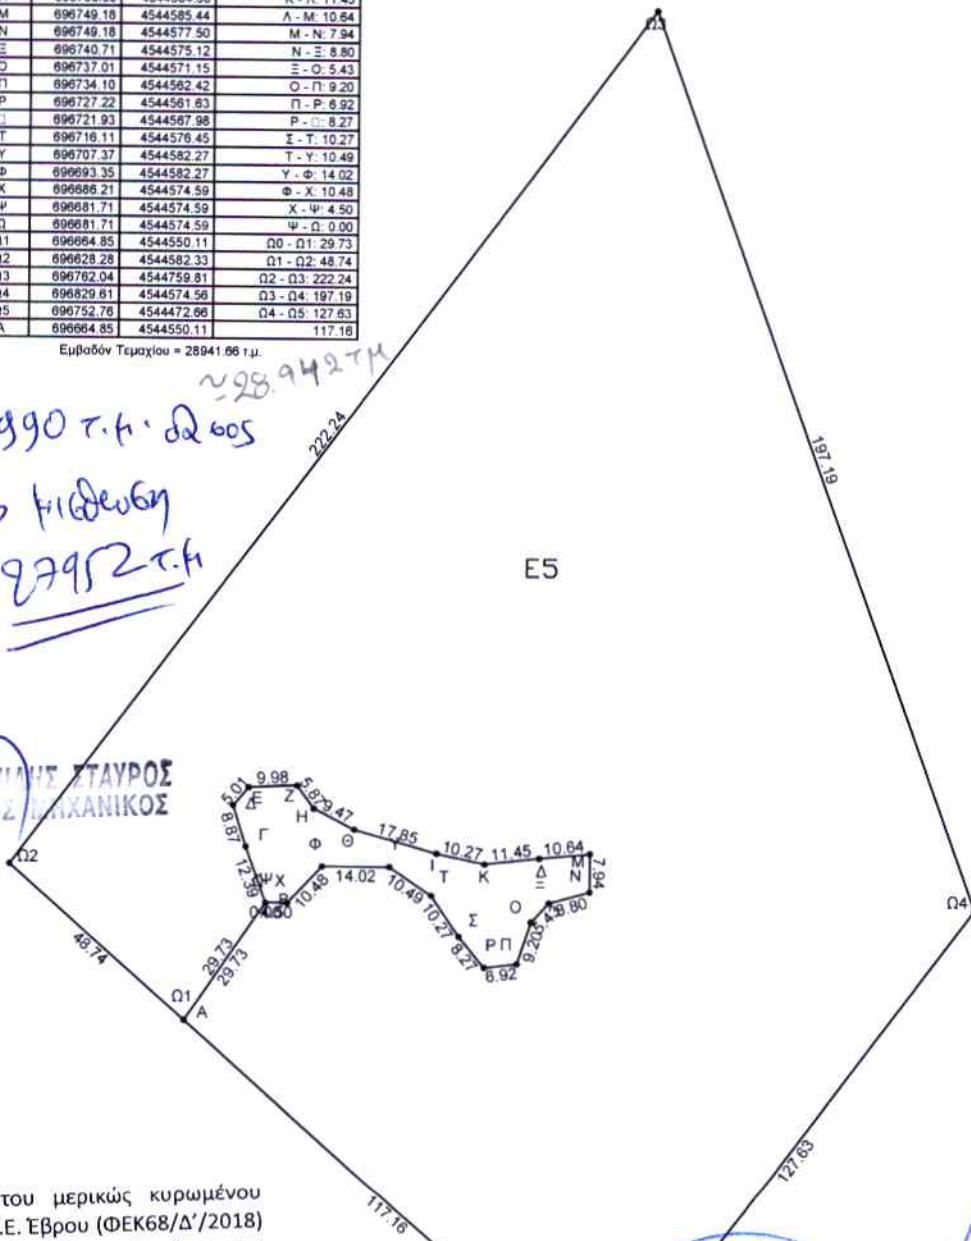 Μ 696749.18 4544585.44 Λ - Μ: 10.64
Ν 696749.18 4544577.50 Μ - Ν: 7.94
Ξ 696740.71 4544575.12 Ν - Ξ: 8.80
Ο 696737.01 4544571.15 Ξ - Ο: 5.43
Π 696734.10 4544562.42 Ο - Π: 9.20
Ρ 696727.22 4544561.63 Π - Ρ: 6.92
696721.93 4544567.98 Ρ - □: 8.27
Τ 696716.11 4544576.45 Σ - Τ: 10.27
Υ 696707.37 4544582.27 Τ - Υ: 10.49
Φ 696693.35 4544582.27 Υ - Φ: 14.02
Χ 696686.21 4544574.59 Φ - Χ: 10.48
Ψ 696681.71 4544574.59 Χ - Ψ: 4.50
Ω 696681.71 4544574.59 Ψ - Ω: 0.00
1 696664.85 4544550.11 Ω0 - Ω1: 29.73
2 696628.28 4544582.33 Ω1 - Ω2: 48.74
3 696762.04 4544759.81 Ω2 - Ω3: 222.24
4 696829.61 4544574.56 Ω3 - Ω4: 197.19
5 696752.76 4544472.66 Ω4 - Ω5: 127.63
Α 696664.85 4544550.11 117.16
Εμβαδόν Τεμαχίου = 28941.66 τ.μ.
≃28.942 τμ
990 τ.μ. δάσος
μίσθωση
27952 τ.μ
ΣΤΑΥΡΟΣ
ΜΗΧΑΝΙΚΟΣ
Ω3
222.24
197.19
E5
9.98
5.01
Δ
Ε
Ζ
5.87
9.47
Η
8.87
Γ
Φ
Θ
17.85
Υ
Ι
10.27
11.45
10.64
Τ
Κ
Δ
Ξ
Μ
Ν
7.94
12.39
Ψ
Χ
Β
10.48
14.02
10.49
10.27
Σ
Ο
5.43
8.80
Ρ
Π
9.20
8.27
6.92
Ω2
Ω4
29.73
29.73
48.74
Ω1
Α
127.63
117.16
του μερικώς κυρωμένου
.Ε. Έβρου (ΦΕΚ68/Δ΄/2018)